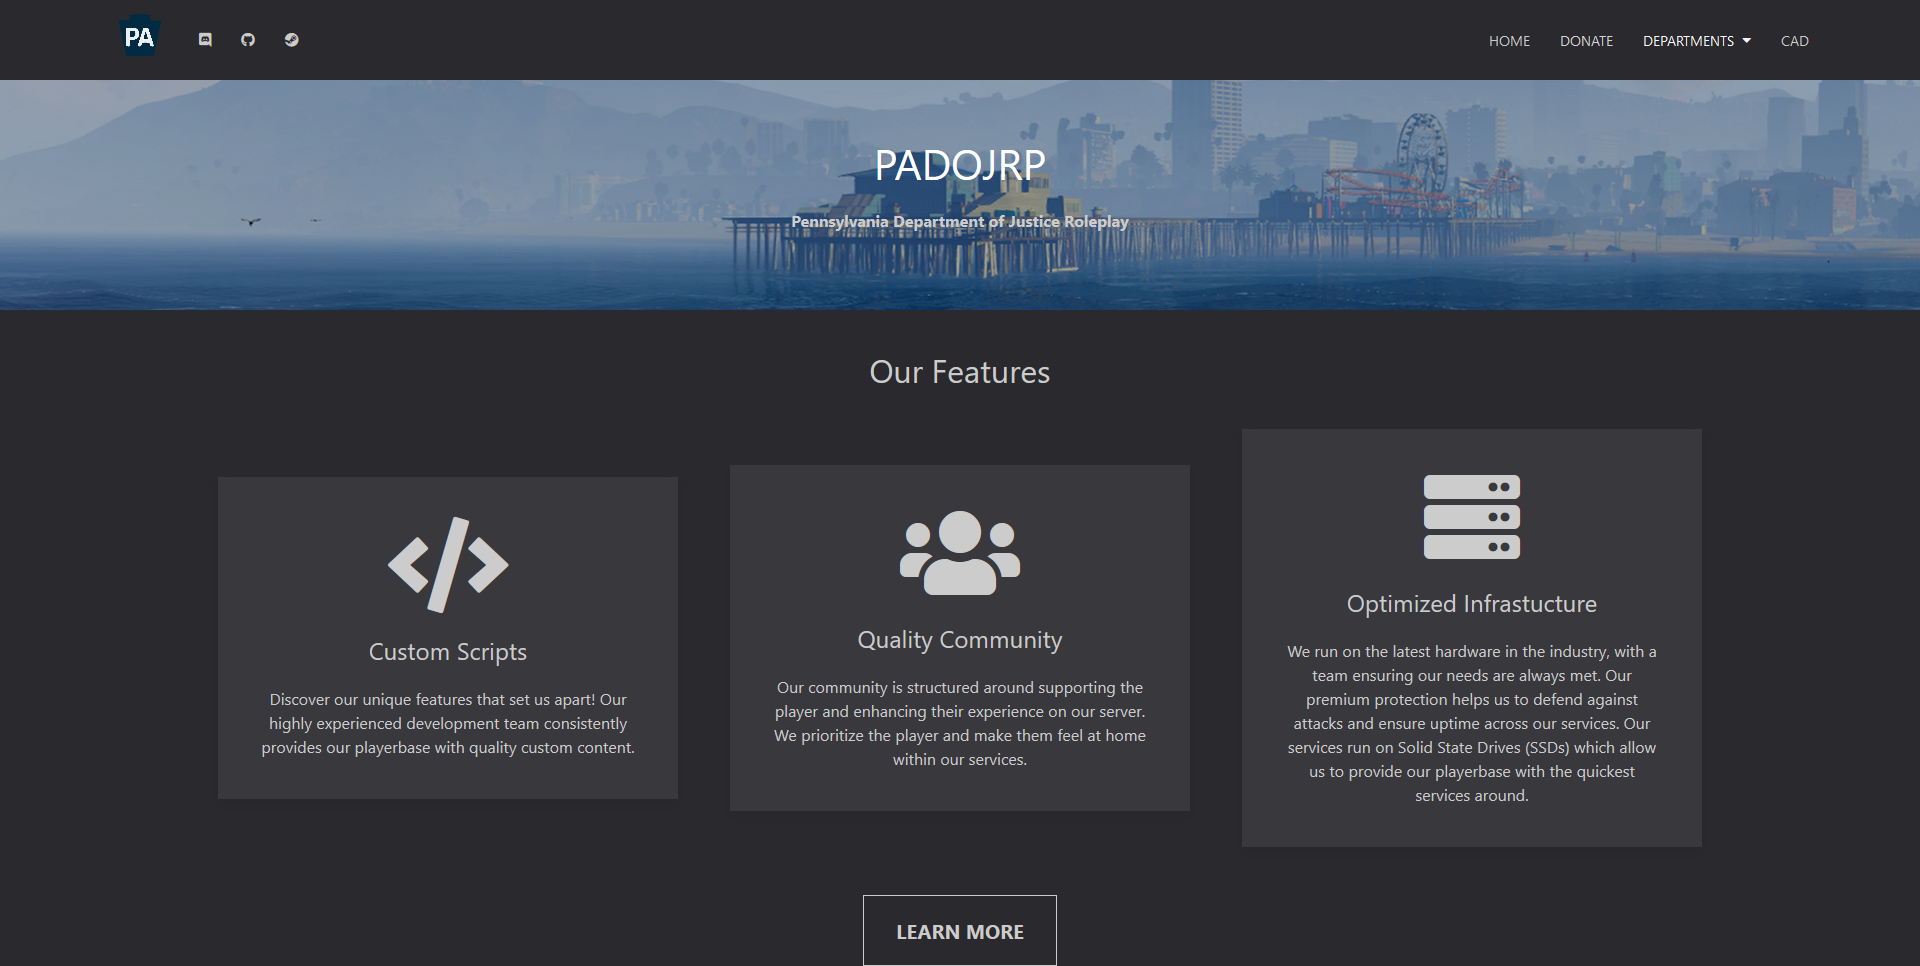 PA
HOME DONATE DEPARTMENTS CAD
PADOJRP
Pennsylvania Department of Justice Roleplay
Our Features
Custom Scripts
Discover our unique features that set us apart! Our
highly experienced development team consistently
provides our playerbase with quality custom content.
Quality Community
Our community is structured around supporting the
player and enhancing their experience on our server.
We prioritize the player and make them feel at home
within our services.
Optimized Infrastucture
We run on the latest hardware in the industry, with a
team ensuring our needs are always met. Our
premium protection helps us to defend against
attacks and ensure uptime across our services. Our
services run on Solid State Drives (SSDs) which allow
us to provide our playerbase with the quickest
services around.
LEARN MORE